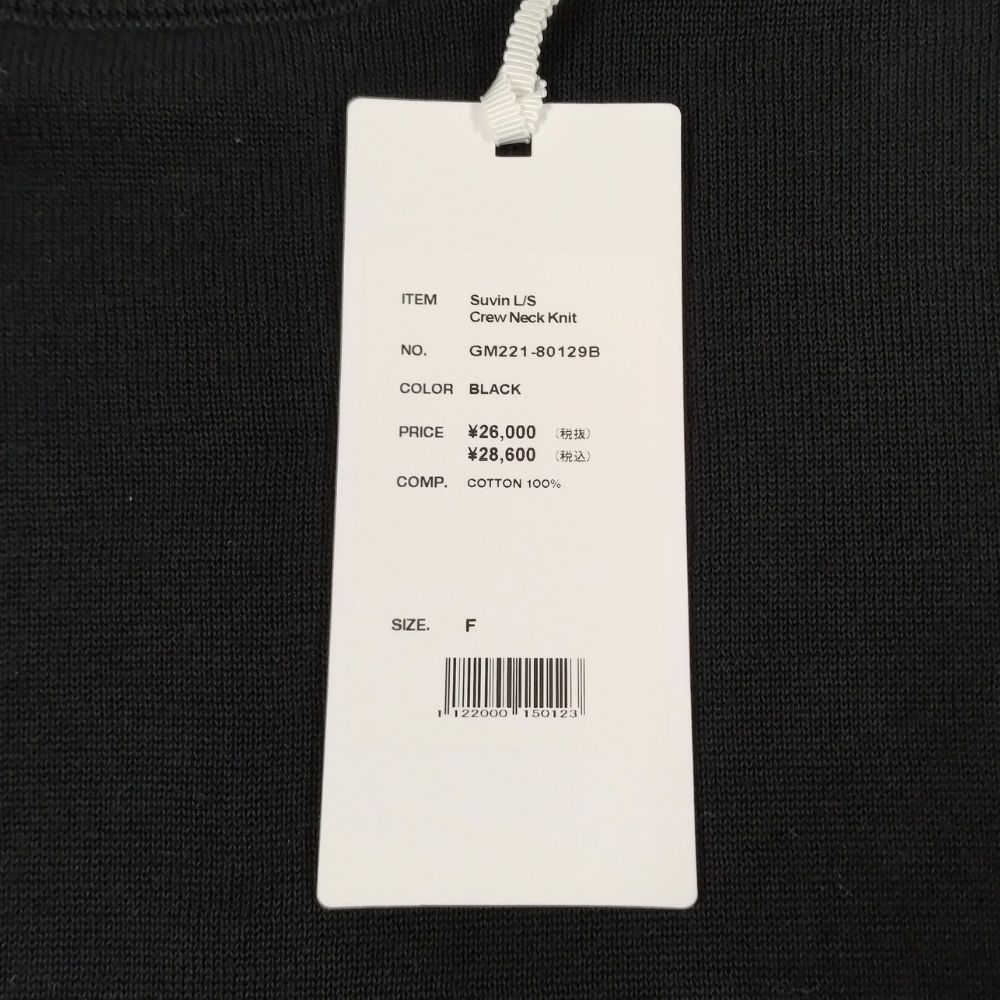 ITEM Suvin L/S
Crew Neck Knit
NO. GM221-80129B
COLOR BLACK
PRICE ¥26,000 (税抜)
¥28,600 (税込)
COMP. COTTON 100%
SIZE. F
1 122000 150123